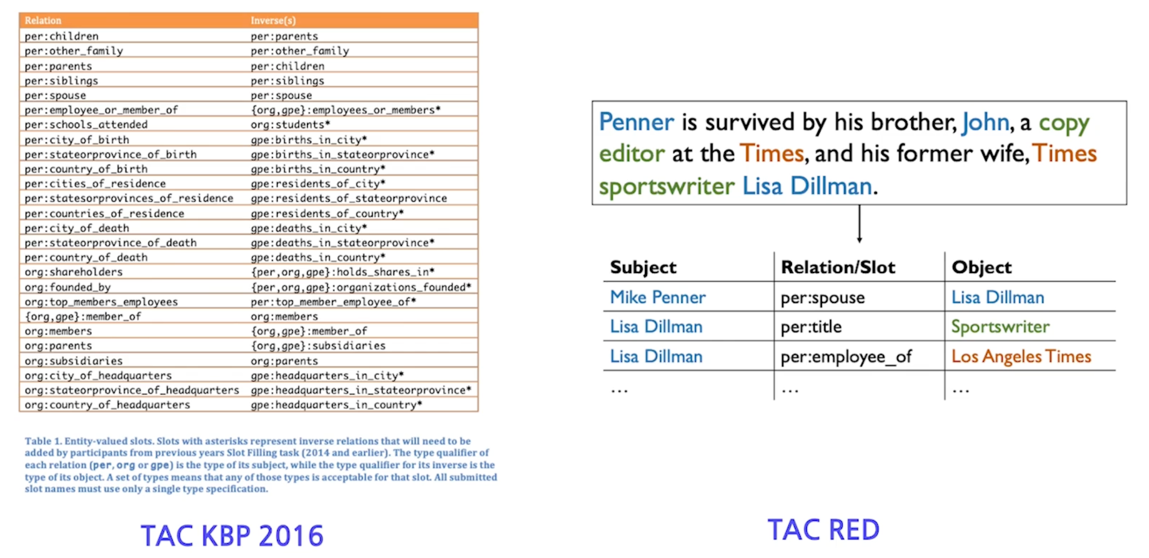 Relation Inverse(s)
per:children per:parents
per:other_family per:other_family
per:parents per:children
per:siblings per:siblings
per:spouse per:spouse
per:employee_or_member_of {org,gpe}:employees_or_members*
per:schools_attended org:students*
per:city_of_birth gpe:births_in_city*
per:stateorprovince_of_birth gpe:births_in_stateorprovince*
per:country_of_birth gpe:births_in_country*
per:cities_of_residence gpe:residents_of_city*
per:statesorprovinces_of_residence gpe:residents_of_stateorprovince
per:countries_of_residence gpe:residents_of_country*
per:city_of_death gpe:deaths_in_city*
per:stateorprovince_of_death gpe:deaths_in_stateorprovince*
per:country_of_death gpe:deaths_in_country*
org:shareholders {per,org,gpe}:holds_shares_in*
org:founded_by {per,org,gpe}:organizations_founded*
org:top_members_employees per:top_member_employee_of*
{org,gpe}:member_of org:members
org:members {org,gpe}:member_of
org:parents {org,gpe}:subsidiaries
org:subsidiaries org:parents
org:city_of_headquarters gpe:headquarters_in_city*
org:stateorprovince_of_headquarters gpe:headquarters_in_stateorprovince*
org:country_of_headquarters gpe:headquarters_in_country*
Table 1. Entity-valued slots. Slots with asterisks represent inverse relations that will need to be
added by participants from previous years Slot Filling task (2014 and earlier). The type qualifier of
each relation (per, org or gpe) is the type of its subject, while the type qualifier for its inverse is the
type of its object. A set of types means that any of those types is acceptable for that slot. All submitted
slot names must use only a single type specification.
TAC KBP 2016
Penner is survived by his brother, John, a copy
editor at the Times, and his former wife, Times
sportswriter Lisa Dillman.
Subject Relation/Slot Object
Mike Penner per:spouse Lisa Dillman
Lisa Dillman per:title Sportswriter
Lisa Dillman per:employee_of Los Angeles Times
... ... ...
TAC RED